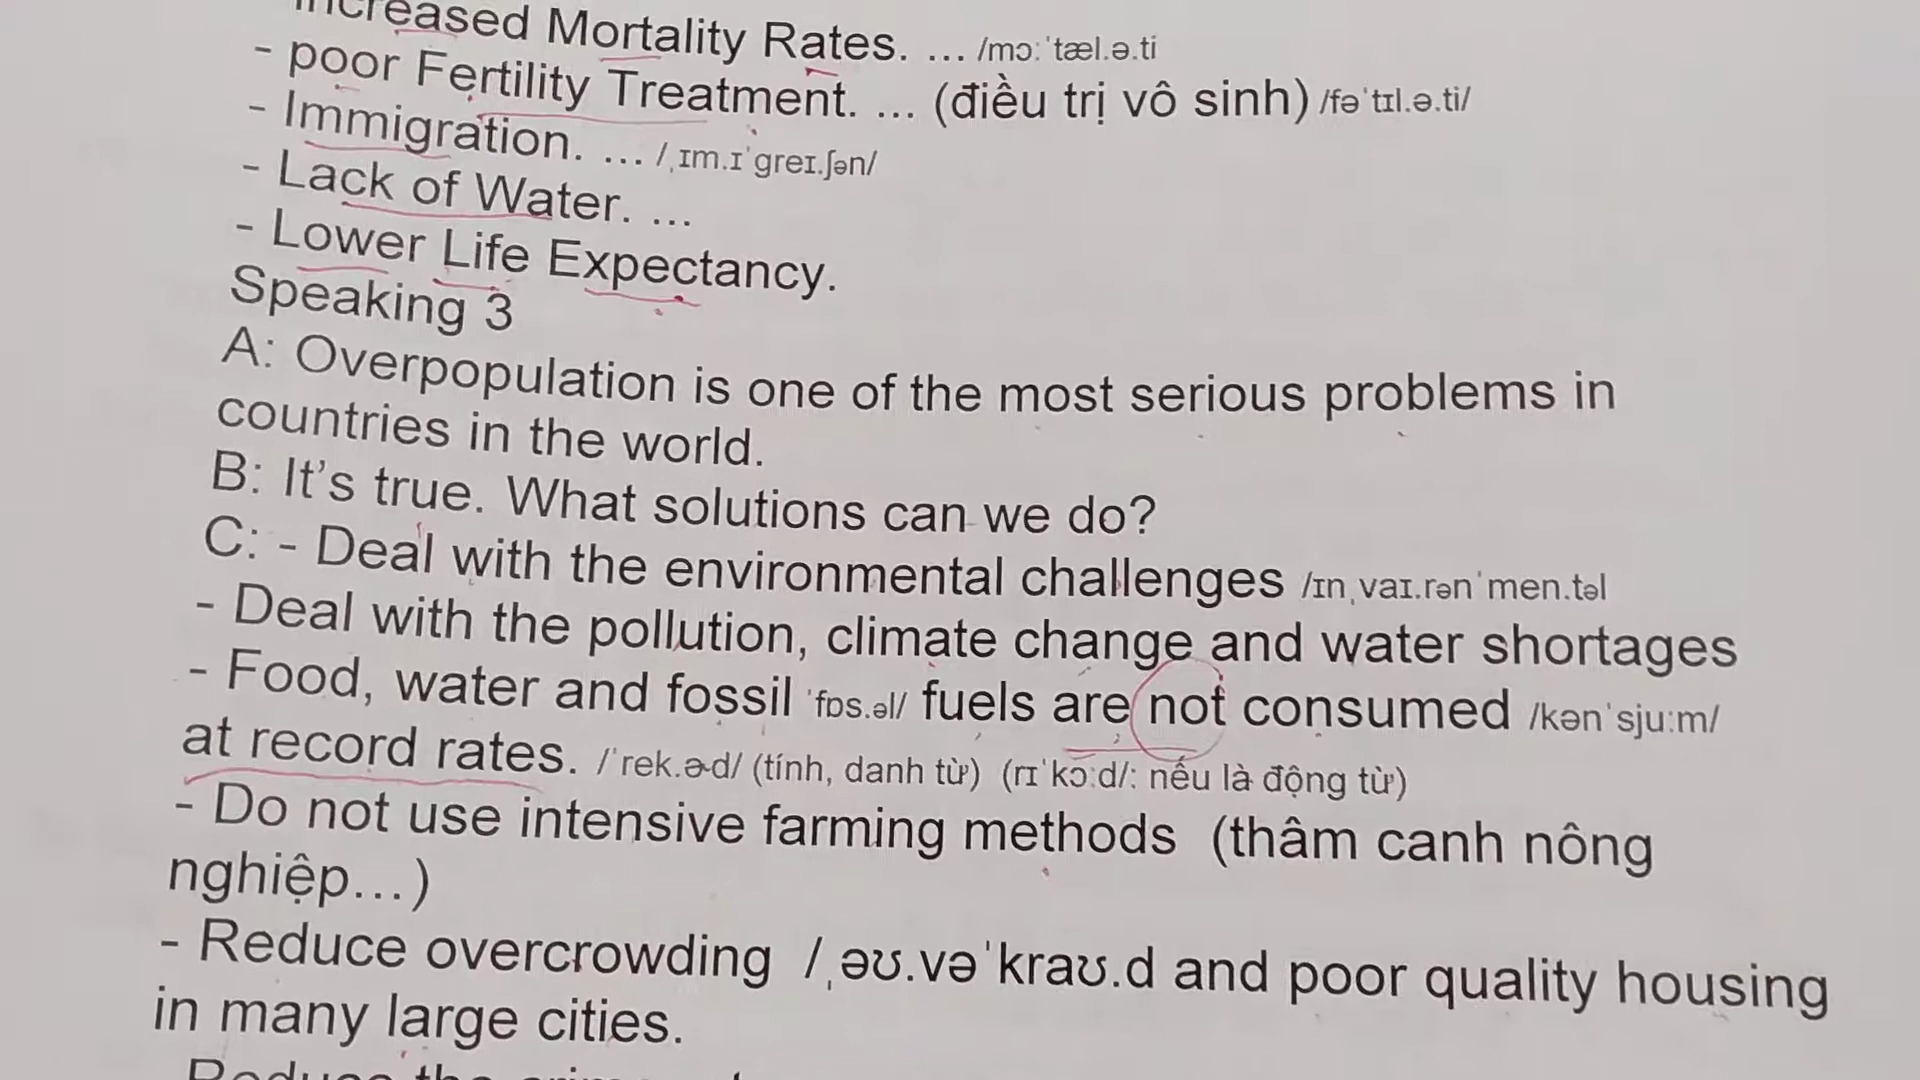 Increased Mortality Rates. ... /mɔːˈtæl.ə.ti
- poor Fertility Treatment. ... (điều trị vô sinh) /fəˈtɪl.ə.ti/
- Immigration. ... /ˌɪm.ɪˈɡreɪ.ʃən/
- Lack of Water. ...
- Lower Life Expectancy.
Speaking 3
A: Overpopulation is one of the most serious problems in
countries in the world.
B: It’s true. What solutions can we do?
C: - Deal with the environmental challenges /ɪnˌvaɪ.rənˈmen.təl
- Deal with the pollution, climate change and water shortages
- Food, water and fossil ˈfɒs.əl/ fuels are not consumed /kənˈsjuːm/
at record rates. /ˈrek.ɚd/ (tính, danh từ) (rɪˈkɔːd/: nếu là động từ)
- Do not use intensive farming methods (thâm canh nông
nghiệp...)
- Reduce overcrowding /ˌəʊ.vəˈkraʊ.d and poor quality housing
in many large cities.
Reduce the